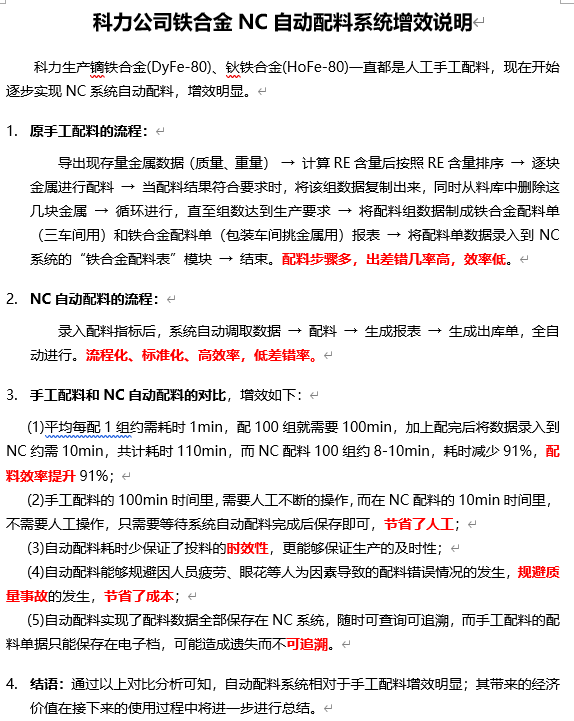 科力公司铁合金 NC 自动配料系统增效说明
科力生产镝铁合金(DyFe-80)、钬铁合金(HoFe-80)一直都是人工手工配料，现在开始
逐步实现 NC 系统自动配料，增效明显。
1. 原手工配料的流程：
导出现存量金属数据（质量、重量） → 计算 RE 含量后按照 RE 含量排序 → 逐块
金属进行配料 → 当配料结果符合要求时，将该组数据复制出来，同时从料库中删除这
几块金属 → 循环进行，直至组数达到生产要求 → 将配料组数据制成铁合金配料单
（三车间用）和铁合金配料单（包装车间挑金属用）报表 → 将配料单数据录入到 NC
系统的“铁合金配料表”模块 → 结束。配料步骤多，出差错几率高，效率低。
2. NC 自动配料的流程：
录入配料指标后，系统自动调取数据 → 配料 → 生成报表 → 生成出库单，全自
动进行。流程化、标准化、高效率，低差错率。
3. 手工配料和 NC 自动配料的对比，增效如下：
(1)平均每配 1 组约需耗时 1min，配 100 组就需要 100min，加上配完后将数据录入到
NC 约需 10min，共计耗时 110min，而 NC 配料 100 组约 8-10min，耗时减少 91%，配
料效率提升 91%；
(2)手工配料的 100min 时间里，需要人工不断的操作，而在 NC 配料的 10min 时间里，
不需要人工操作，只需要等待系统自动配料完成后保存即可，节省了人工；
(3)自动配料耗时少保证了投料的时效性，更能够保证生产的及时性；
(4)自动配料能够规避因人员疲劳、眼花等人为因素导致的配料错误情况的发生，规避质
量事故的发生，节省了成本；
(5)自动配料实现了配料数据全部保存在 NC 系统，随时可查询可追溯，而手工配料的配
料单据只能保存在电子档，可能造成遗失而不可追溯。
4. 结语：通过以上对比分析可知，自动配料系统相对于手工配料增效明显；其带来的经济
价值在接下来的使用过程中将进一步进行总结。